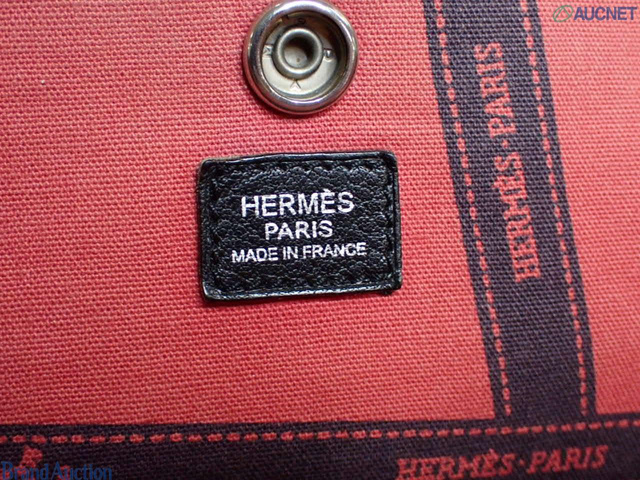 AUCNET
HERMÈS
PARIS
MADE IN FRANCE
HERMÈS·PARIS
HERMÈS·PARIS
Brand Auction